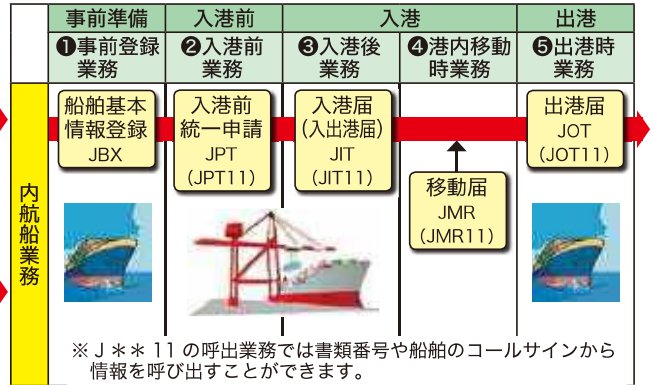 事前準備
入港前
入港
出港
❶事前登録
業務
❷入港前
業務
❸入港後
業務
❹港内移動
時業務
❺出港時
業務
内航船業務
船舶基本
情報登録
JBX
入港前
統一申請
JPT
(JPT11)
入港届
(入出港届)
JIT
(JIT11)
移動届
JMR
(JMR11)
出港届
JOT
(JOT11)
※J＊＊11の呼出業務では書類番号や船舶のコールサインから
情報を呼び出すことができます。